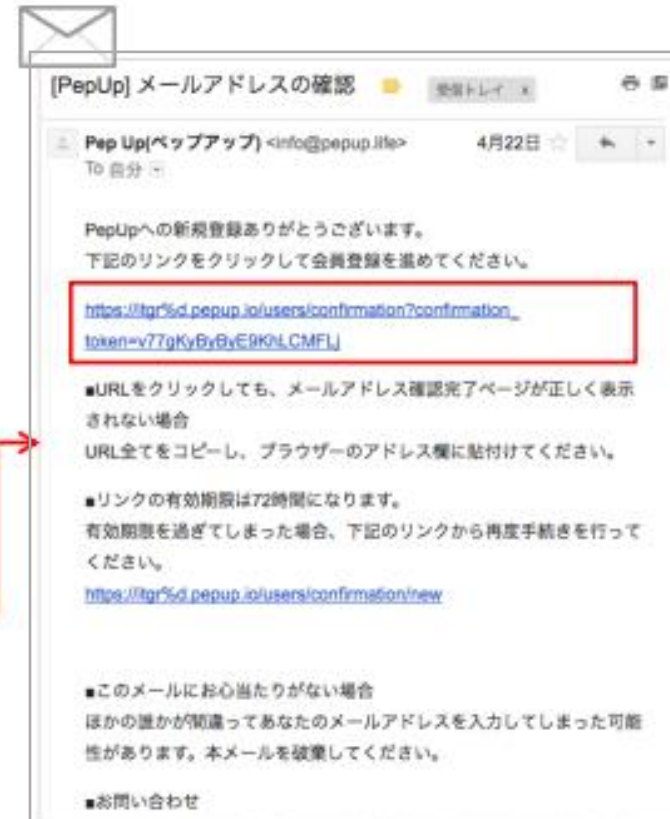 [PepUp] メールアドレスの確認
受信トレイ x
Pep Up(ペップアップ) <info@pepup.life> 4月22日
To 自分
PepUpへの新規登録ありがとうございます。
下記のリンクをクリックして会員登録を進めてください。
https://itgr%d.pepup.io/users/confirmation?confirmation_
token=v77gKyByByE9KhLCMFLj
■URLをクリックしても、メールアドレス確認完了ページが正しく表示
されない場合
URL全てをコピーし、ブラウザーのアドレス欄に貼付けてください。
■リンクの有効期限は72時間になります。
有効期限を過ぎてしまった場合、下記のリンクから再度手続きを行って
ください。
https://itgr%d.pepup.io/users/confirmation/new
■このメールにお心当たりがない場合
ほかの誰かが間違ってあなたのメールアドレスを入力してしまった可能
性があります。本メールを破棄してください。
■お問い合わせ